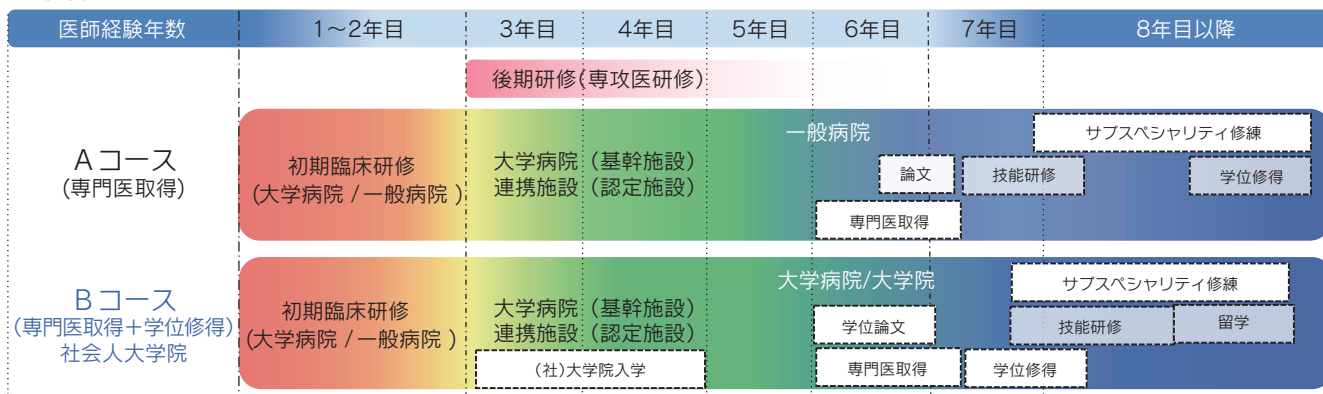 医師経験年数
1～2年目
3年目
4年目
5年目
6年目
7年目
8年目以降
後期研修(専攻医研修)
Aコース
(専門医取得)
初期臨床研修
(大学病院 /一般病院 )
大学病院 (基幹施設)
連携施設 (認定施設)
一般病院
論文
専門医取得
技能研修
サブスペシャリティ修練
学位修得
Bコース
(専門医取得＋学位修得)
社会人大学院
初期臨床研修
(大学病院 /一般病院 )
大学病院 (基幹施設)
連携施設 (認定施設)
(社)大学院入学
大学病院/大学院
学位論文
専門医取得
サブスペシャリティ修練
技能研修
留学
学位修得